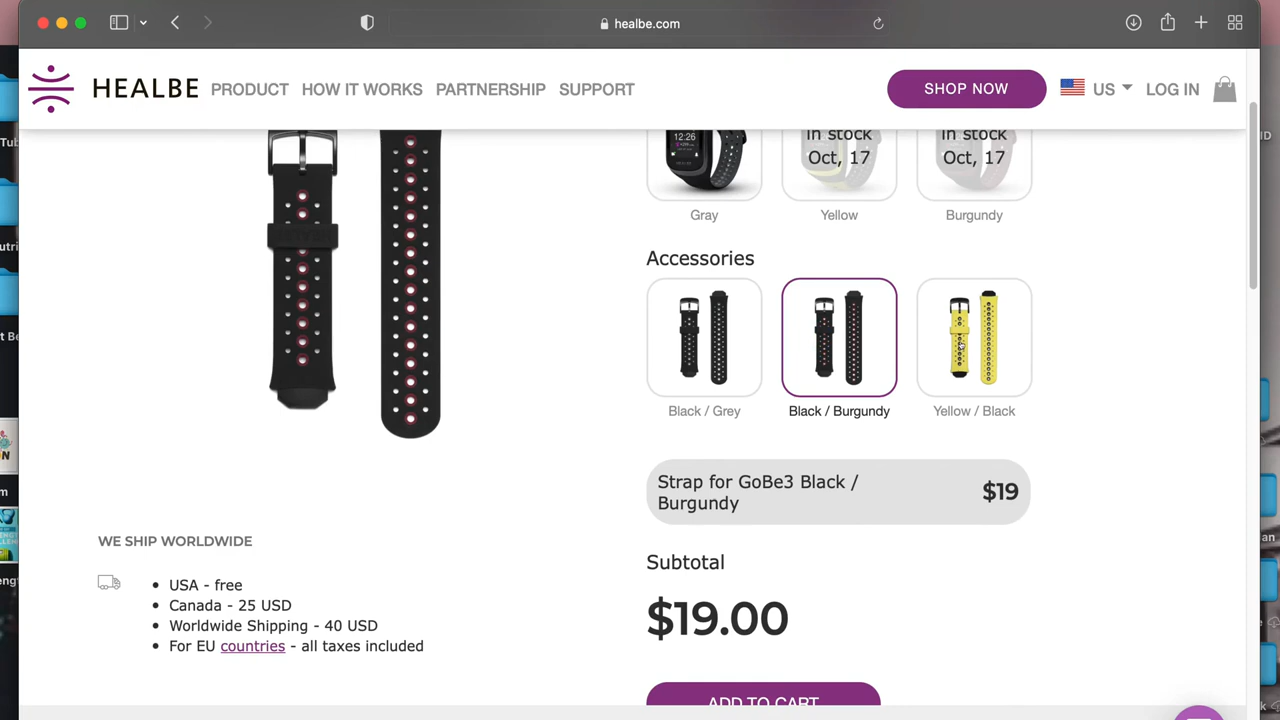 healbe.com
HEALBE PRODUCT HOW IT WORKS PARTNERSHIP SUPPORT SHOP NOW US LOG IN
12:26
In stock
Oct, 17
In stock
Oct, 17
Gray Yellow Burgundy
Accessories
Black / Grey Black / Burgundy Yellow / Black
Strap for GoBe3 Black /
Burgundy
$19
WE SHIP WORLDWIDE
• USA - free
• Canada - 25 USD
• Worldwide Shipping - 40 USD
• For EU countries - all taxes included
Subtotal
$19.00
ADD TO CART